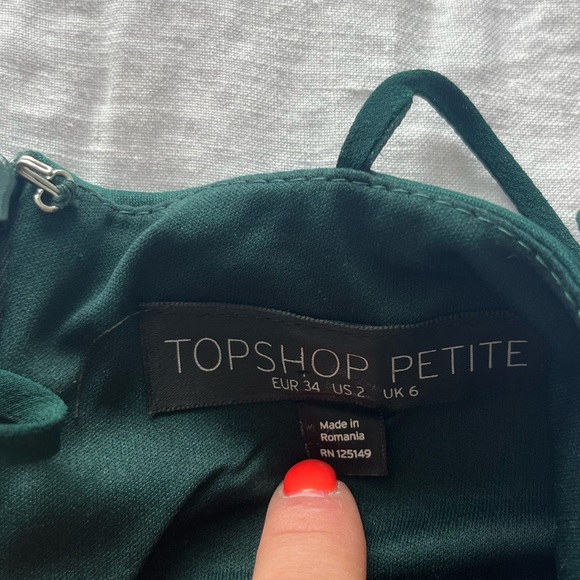 TOPSHOP PETITE
EUR 34 US 2 UK 6
Made in
Romania
RN 125149